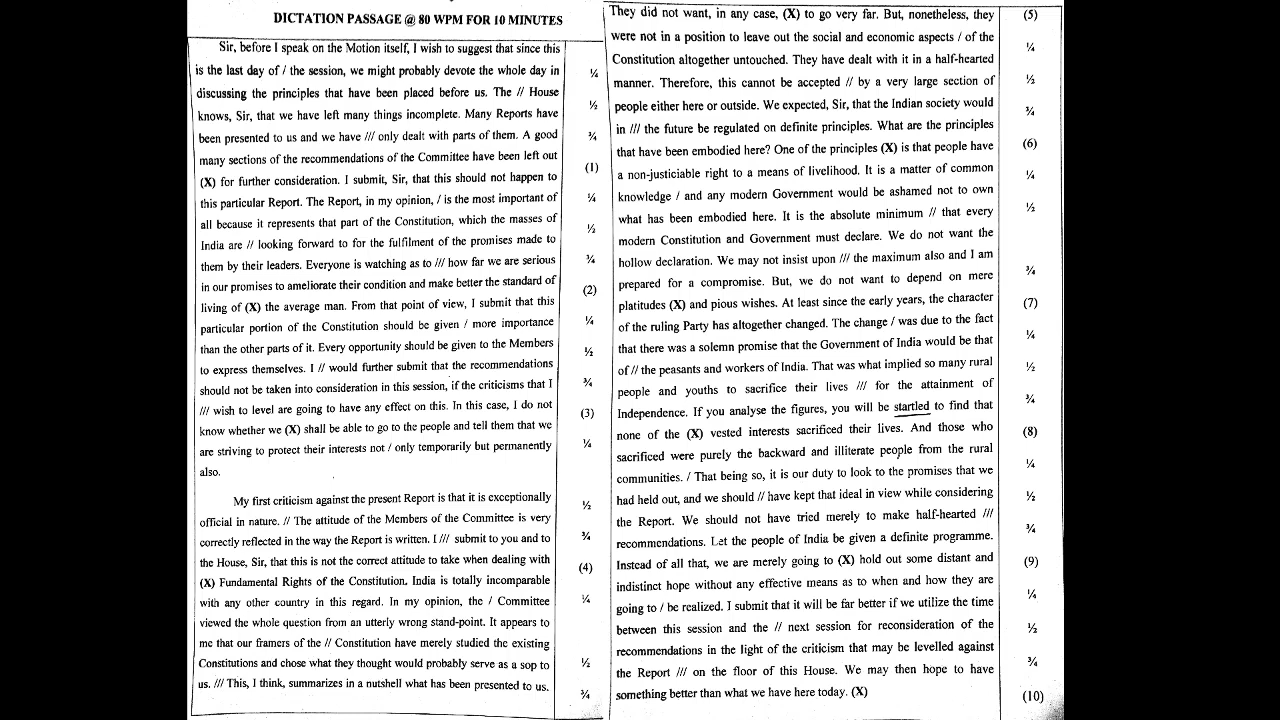 DICTATION PASSAGE @ 80 WPM FOR 10 MINUTES
Sir, before I speak on the Motion itself, I wish to suggest that since this
is the last day of / the session, we might probably devote the whole day in
¼
discussing the principles that have been placed before us. The // House
½
knows, Sir, that we have left many things incomplete. Many Reports have
been presented to us and we have /// only dealt with parts of them. A good
¾
many sections of the recommendations of the Committee have been left out
(X) for further consideration. I submit, Sir, that this should not happen to
(1)
this particular Report. The Report, in my opinion, / is the most important of
¼
all because it represents that part of the Constitution, which the masses of
India are // looking forward to for the fulfilment of the promises made to
½
them by their leaders. Everyone is watching as to /// how far we are serious
¾
in our promises to ameliorate their condition and make better the standard of
living of (X) the average man. From that point of view, I submit that this
(2)
particular portion of the Constitution should be given / more importance
¼
than the other parts of it. Every opportunity should be given to the Members
to express themselves. I // would further submit that the recommendations
½
should not be taken into consideration in this session, if the criticisms that I
/// wish to level are going to have any effect on this. In this case, I do not
¾
know whether we (X) shall be able to go to the people and tell them that we
(3)
are striving to protect their interests not / only temporarily but permanently
¼
also.
My first criticism against the present Report is that it is exceptionally
official in nature. // The attitude of the Members of the Committee is very
½
correctly reflected in the way the Report is written. I /// submit to you and to
¾
the House, Sir, that this is not the correct attitude to take when dealing with
(X) Fundamental Rights of the Constitution. India is totally incomparable
(4)
with any other country in this regard. In my opinion, the / Committee
¼
viewed the whole question from an utterly wrong stand-point. It appears to
me that our framers of the // Constitution have merely studied the existing
Constitutions and chose what they thought would probably serve as a sop to
½
us. /// This, I think, summarizes in a nutshell what has been presented to us.
¾
They did not want, in any case, (X) to go very far. But, nonetheless, they
(5)
were not in a position to leave out the social and economic aspects / of the
¼
Constitution altogether untouched. They have dealt with it in a half-hearted
manner. Therefore, this cannot be accepted // by a very large section of
½
people either here or outside. We expected, Sir, that the Indian society would
¾
in /// the future be regulated on definite principles. What are the principles
that have been embodied here? One of the principles (X) is that people have
(6)
a non-justiciable right to a means of livelihood. It is a matter of common
knowledge / and any modern Government would be ashamed not to own
¼
what has been embodied here. It is the absolute minimum // that every
½
modern Constitution and Government must declare. We do not want the
hollow declaration. We may not insist upon /// the maximum also and I am
¾
prepared for a compromise. But, we do not want to depend on mere
platitudes (X) and pious wishes. At least since the early years, the character
(7)
of the ruling Party has altogether changed. The change / was due to the fact
¼
that there was a solemn promise that the Government of India would be that
of // the peasants and workers of India. That was what implied so many rural
½
people and youths to sacrifice their lives /// for the attainment of
¾
Independence. If you analyse the figures, you will be startled to find that
none of the (X) vested interests sacrificed their lives. And those who
(8)
sacrificed were purely the backward and illiterate people from the rural
communities. / That being so, it is our duty to look to the promises that we
¼
had held out, and we should // have kept that ideal in view while considering
½
the Report. We should not have tried merely to make half-hearted ///
¾
recommendations. Let the people of India be given a definite programme.
Instead of all that, we are merely going to (X) hold out some distant and
(9)
indistinct hope without any effective means as to when and how they are
going to / be realized. I submit that it will be far better if we utilize the time
¼
between this session and the // next session for reconsideration of the
½
recommendations in the light of the criticism that may be levelled against
the Report /// on the floor of this House. We may then hope to have
¾
something better than what we have here today. (X)
(10)